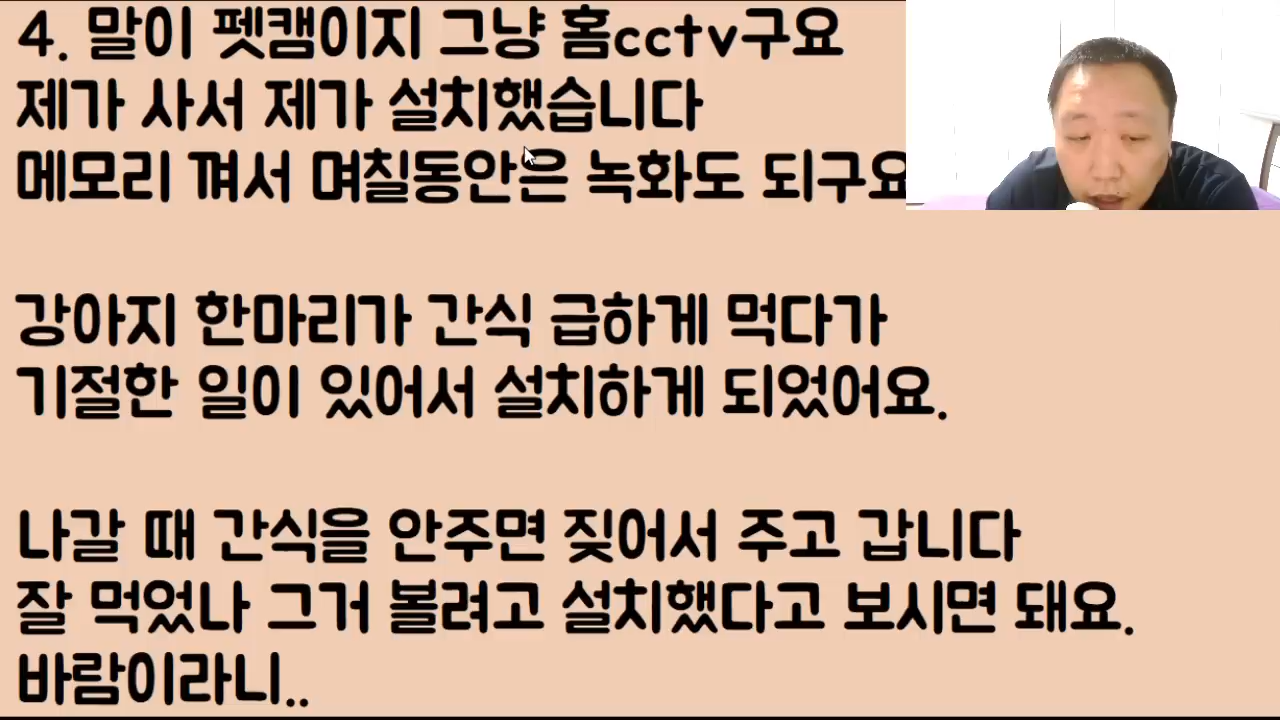 4. 말이 펫캠이지 그냥 홈cctv구요
제가 사서 제가 설치했습니다
메모리 껴서 며칠동안은 녹화도 되구요
강아지 한마리가 간식 급하게 먹다가
기절한 일이 있어서 설치하게 되었어요.
나갈 때 간식을 안주면 짖어서 주고 갑니다
잘 먹었나 그거 볼려고 설치했다고 보시면 돼요.
바람이라니..